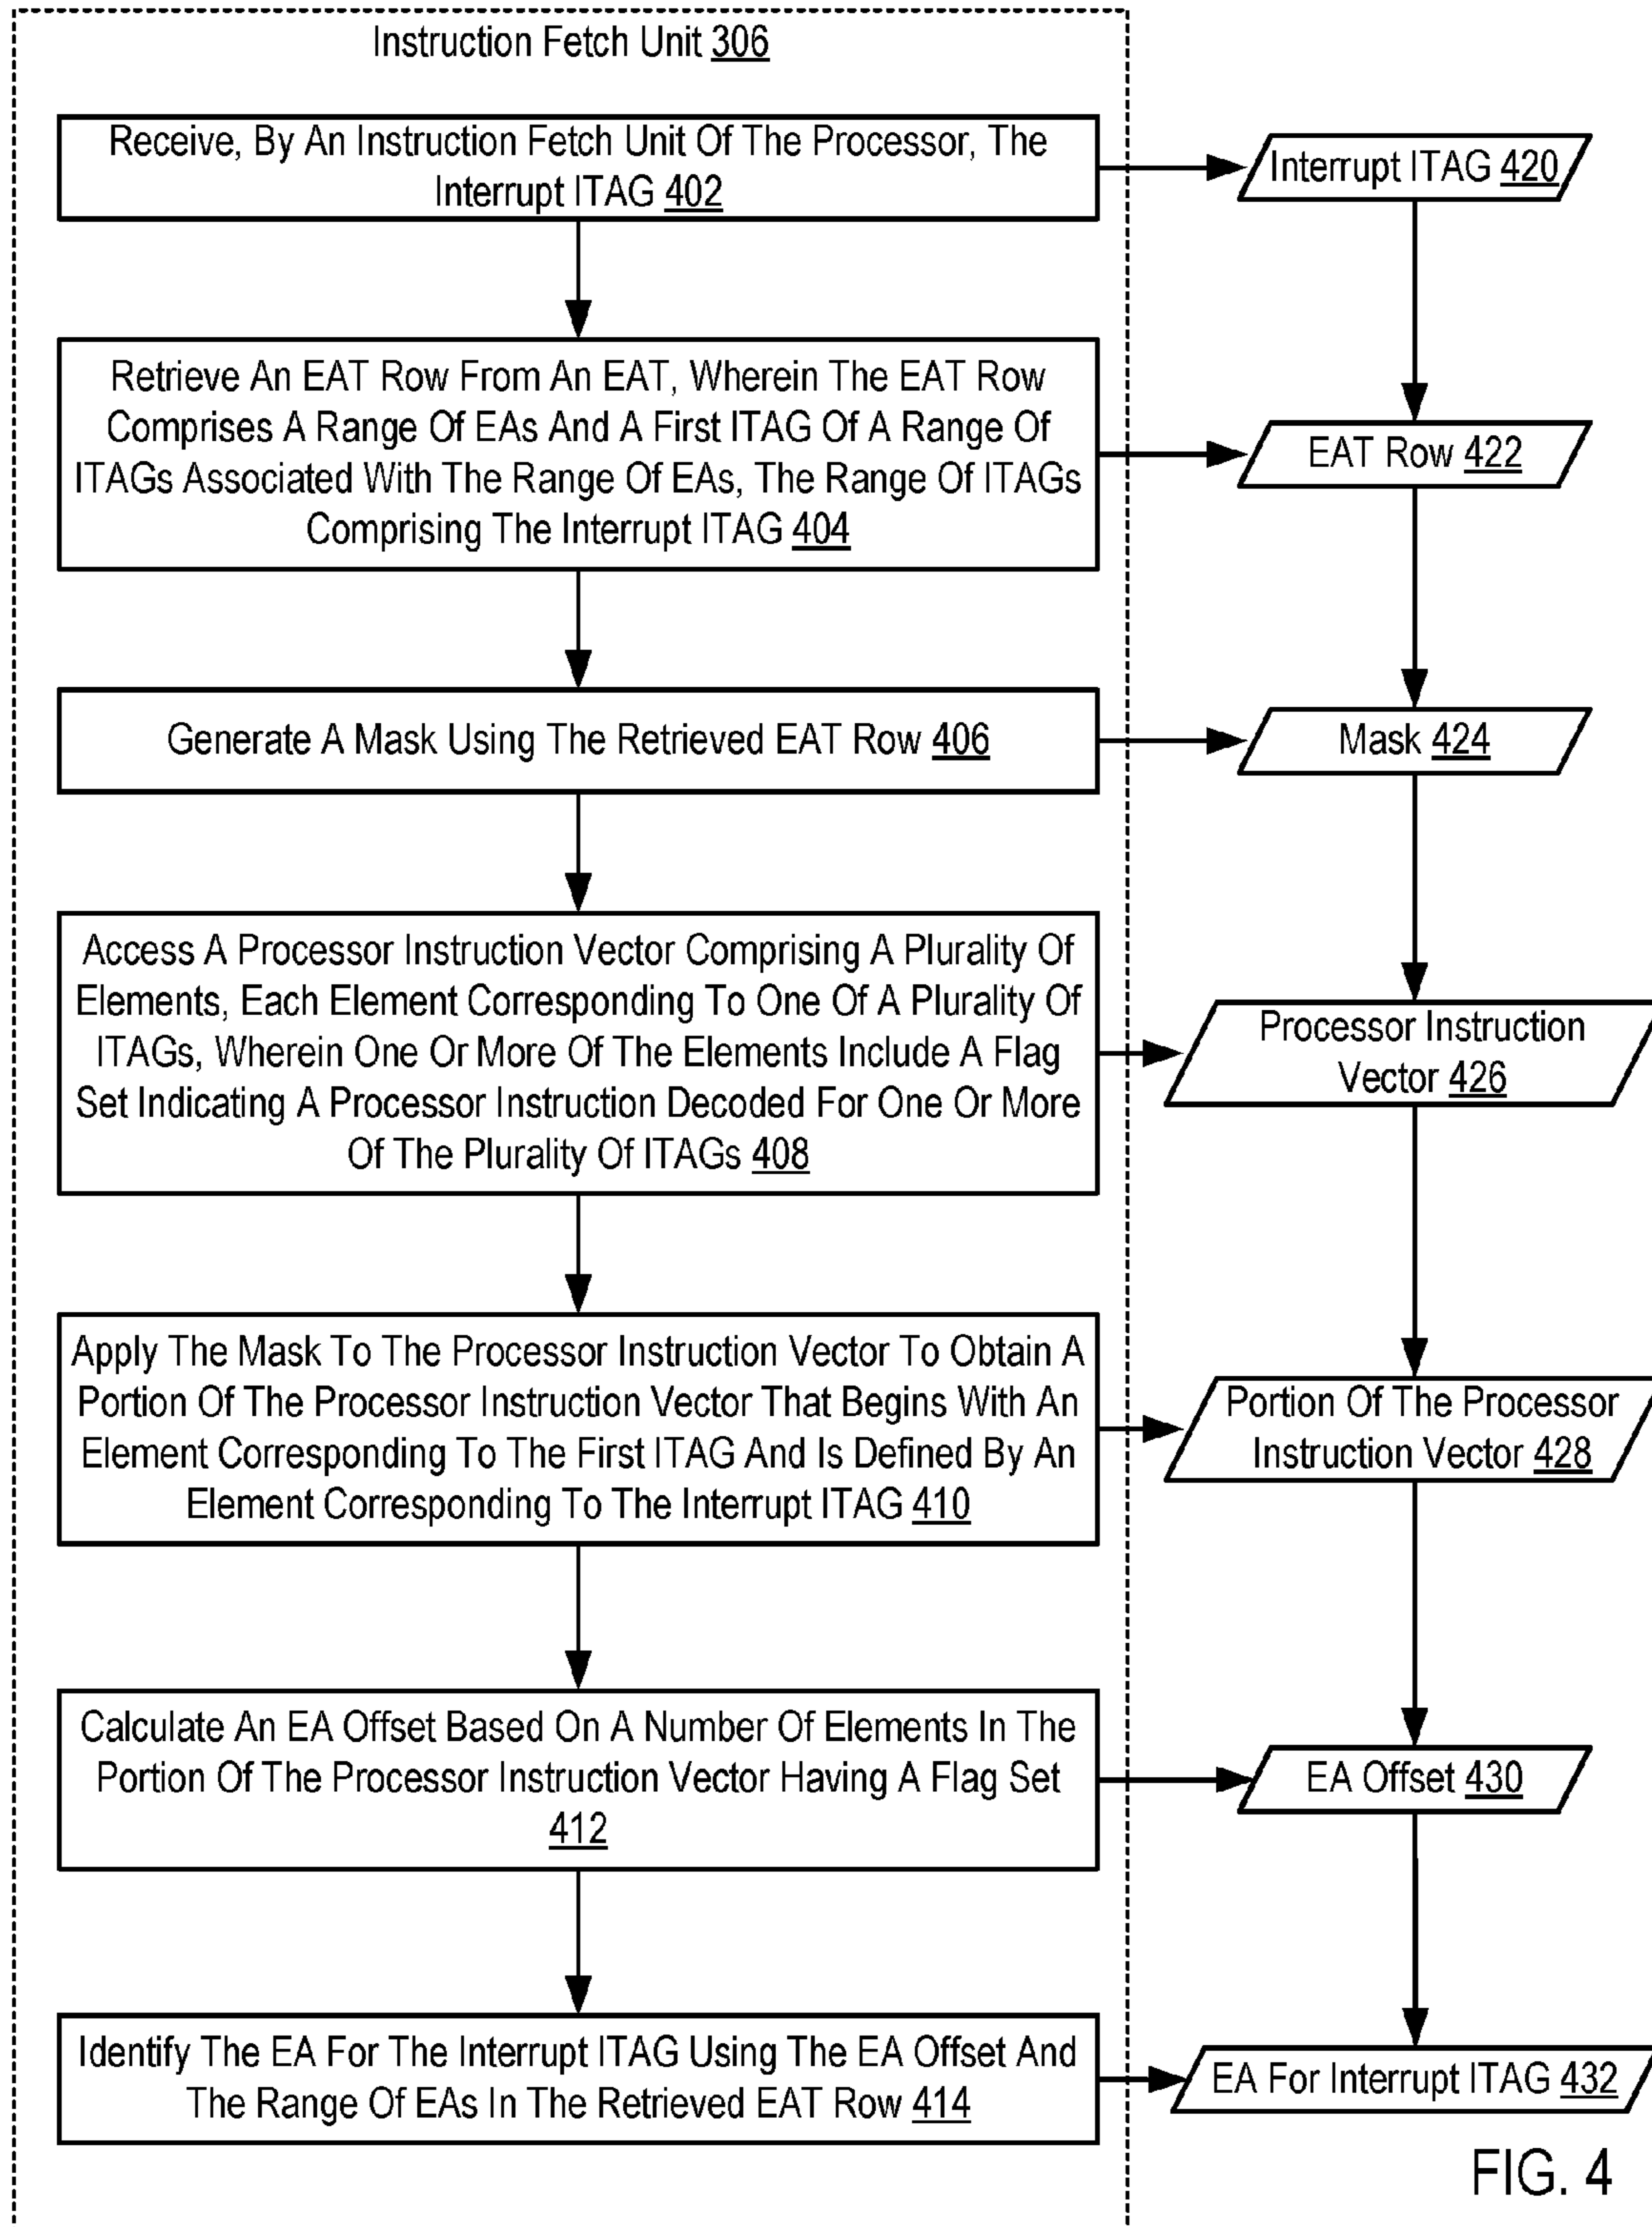 Instruction Fetch Unit 306
Receive, By An Instruction Fetch Unit Of The Processor, The
Interrupt ITAG 402
Interrupt ITAG 420
Retrieve An EAT Row From An EAT, Wherein The EAT Row
Comprises A Range Of EAs And A First ITAG Of A Range Of
ITAGs Associated With The Range Of EAs, The Range Of ITAGs
Comprising The Interrupt ITAG 404
EAT Row 422
Generate A Mask Using The Retrieved EAT Row 406
Mask 424
Access A Processor Instruction Vector Comprising A Plurality Of
Elements, Each Element Corresponding To One Of A Plurality Of
ITAGs, Wherein One Or More Of The Elements Include A Flag
Set Indicating A Processor Instruction Decoded For One Or More
Of The Plurality Of ITAGs 408
Processor Instruction
Vector 426
Apply The Mask To The Processor Instruction Vector To Obtain A
Portion Of The Processor Instruction Vector That Begins With An
Element Corresponding To The First ITAG And Is Defined By An
Element Corresponding To The Interrupt ITAG 410
Portion Of The Processor
Instruction Vector 428
Calculate An EA Offset Based On A Number Of Elements In The
Portion Of The Processor Instruction Vector Having A Flag Set
412
EA Offset 430
Identify The EA For The Interrupt ITAG Using The EA Offset And
The Range Of EAs In The Retrieved EAT Row 414
EA For Interrupt ITAG 432
FIG. 4